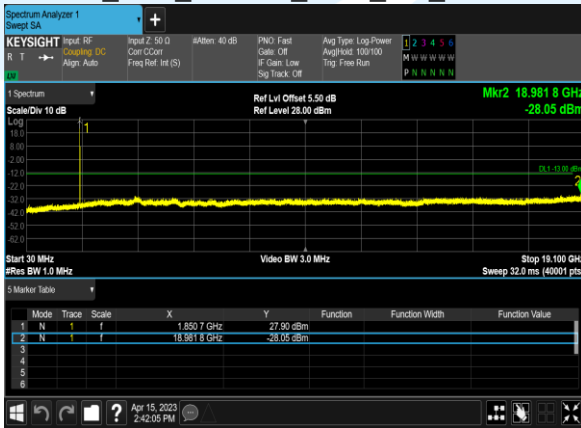 Spectrum Analyzer 1
Swept SA
KEYSIGHT
R T
LXI
Input: RF
Coupling: DC
Align: Auto
Input Z: 50 Ω
Corr CCorr
Freq Ref: Int (S)
#Atten: 40 dB
PNO: Fast
Gate: Off
IF Gain: Low
Sig Track: Off
Avg Type: Log-Power
Avg|Hold: 100/100
Trig: Free Run
1 2 3 4 5 6
M W W W W W
P N N N N N
1 Spectrum
Scale/Div 10 dB
Ref Lvl Offset 5.50 dB
Ref Level 28.00 dBm
Mkr2 18.981 8 GHz
-28.05 dBm
Log
18.0
8.00
-2.00
-12.0
-22.0
-32.0
-42.0
-52.0
-62.0
1
DL1 -13.00 dBm
2
Start 30 MHz
#Res BW 1.0 MHz
Video BW 3.0 MHz
Stop 19.100 GHz
Sweep 32.0 ms (40001 pts)
5 Marker Table
Mode Trace Scale X Y Function Function Width Function Value
1 N 1 f 1.850 7 GHz 27.90 dBm
2 N 1 f 18.981 8 GHz -28.05 dBm
3
4
5
6
?
Apr 15, 2023
2:42:05 PM